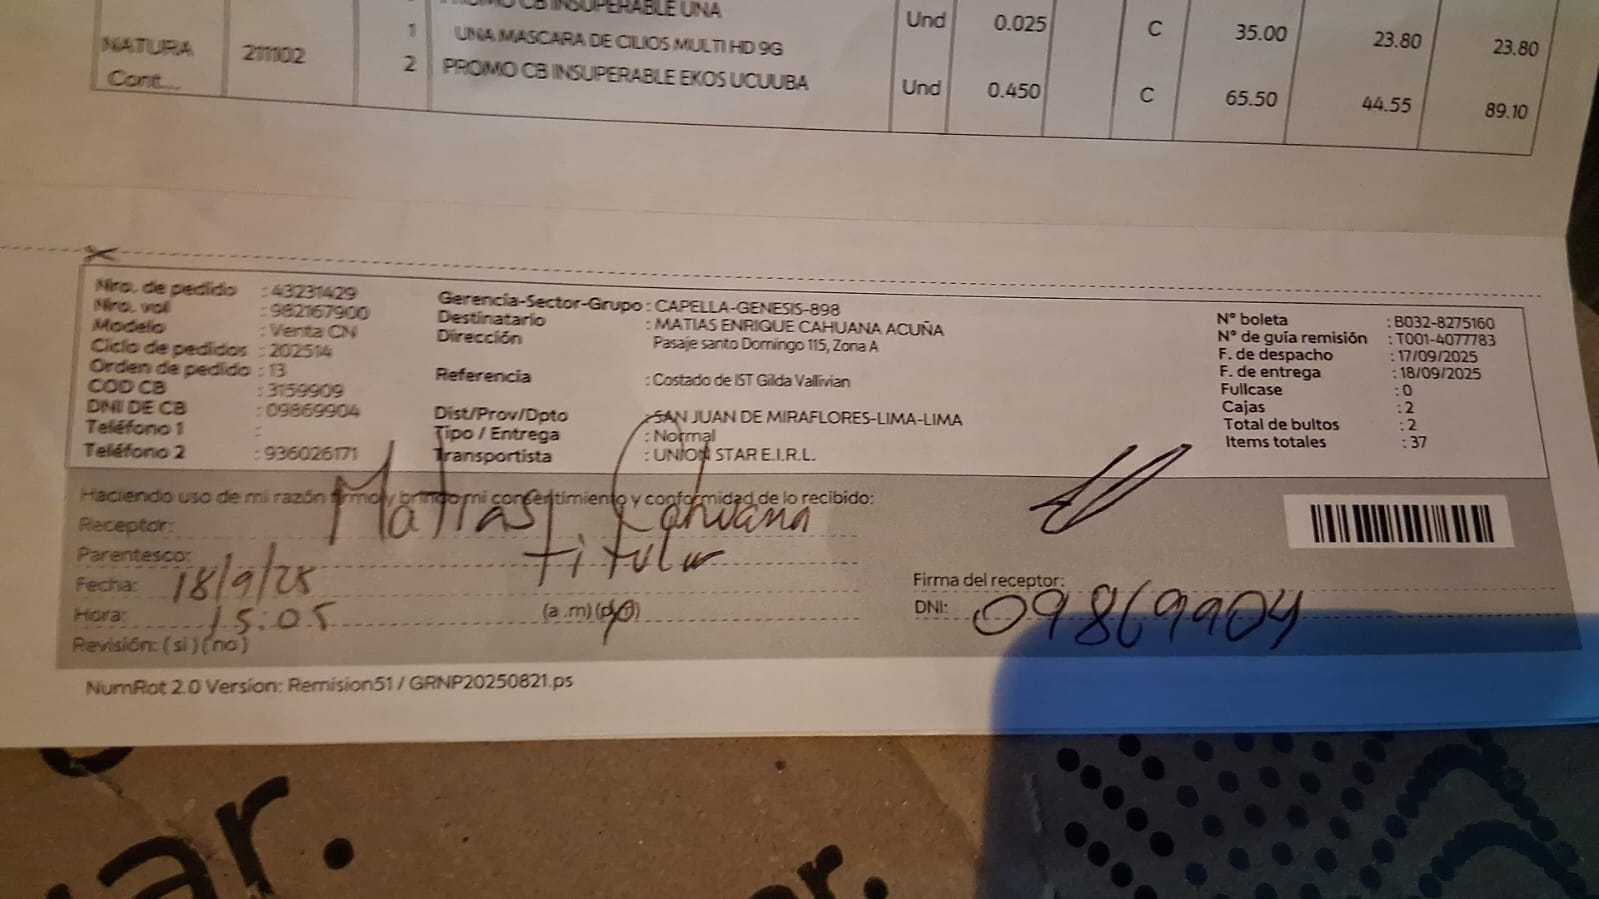 PROMO CB INSUPERABLE UNA
1 UNA MASCARA DE CILIOS MULTI HD 9G Und 0.025 C 35.00 23.80 23.80
NATURA 211102 2 PROMO CB INSUPERABLE EKOS UCUUBA Und 0.450 C 65.50 44.55 89.10
Cont....
Nro. de pedido : 43231429
Nro. vol : 982167900
Modelo : Venta CN
Ciclo de pedidos : 202514
Orden de pedido : 13
COD CB : 3159909
DNI DE CB : 09869904
Teléfono 1 :
Teléfono 2 : 936026171
Gerencia-Sector-Grupo : CAPELLA-GENESIS-898
Destinatario : MATIAS ENRIQUE CAHUANA ACUÑA
Dirección Pasaje santo Domingo 115, Zona A
Referencia : Costado de IST Gilda Vallivian
Dist/Prov/Dpto : SAN JUAN DE MIRAFLORES-LIMA-LIMA
Tipo / Entrega : Normal
Transportista : UNION STAR E.I.R.L.
N° boleta : B032-8275160
N° de guía remisión : T001-4077783
F. de despacho : 17/09/2025
F. de entrega : 18/09/2025
Fullcase : 0
Cajas : 2
Total de bultos : 2
Items totales : 37
Haciendo uso de mi razón firmo y brindo mi consentimiento y conformidad de lo recibido:
Receptor: Matias Cahuana
Parentesco: titular
Fecha: 18/9/25
Hora: 15:05 (a .m) (p.m)
Revisión: ( si ) ( no )
Firma del receptor:
DNI: 09869904
NumRot 2.0 Version: Remision51 / GRNP20250821.ps
ar.
r.